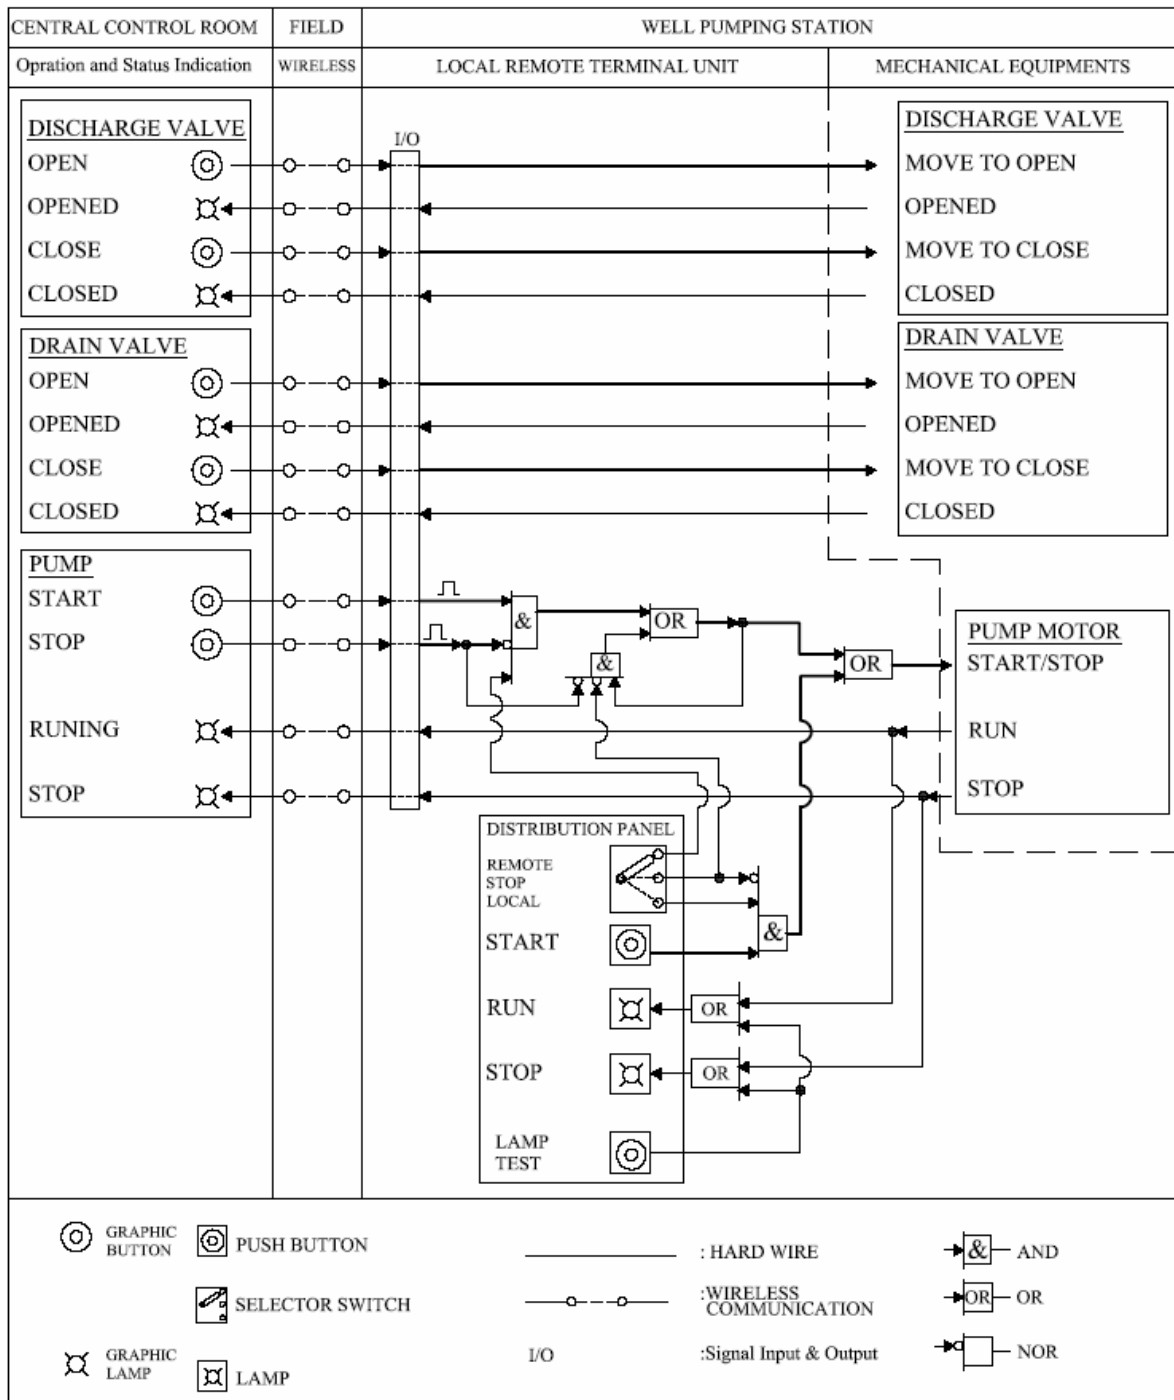 CENTRAL CONTROL ROOM
FIELD
WELL PUMPING STATION
Opration and Status Indication
WIRELESS
LOCAL REMOTE TERMINAL UNIT
MECHANICAL EQUIPMENTS
DISCHARGE VALVE
OPEN
OPENED
CLOSE
CLOSED
I/O
DISCHARGE VALVE
MOVE TO OPEN
OPENED
MOVE TO CLOSE
CLOSED
DRAIN VALVE
OPEN
OPENED
CLOSE
CLOSED
DRAIN VALVE
MOVE TO OPEN
OPENED
MOVE TO CLOSE
CLOSED
PUMP
START
STOP
RUNING
STOP
&
OR
&
OR
PUMP MOTOR
START/STOP
RUN
STOP
DISTRIBUTION PANEL
REMOTE
STOP
LOCAL
START
&
RUN
OR
STOP
OR
LAMP
TEST
GRAPHIC
BUTTON
PUSH BUTTON
SELECTOR SWITCH
GRAPHIC
LAMP
LAMP
: HARD WIRE
:WIRELESS
COMMUNICATION
I/O
:Signal Input & Output
& AND
OR OR
NOR